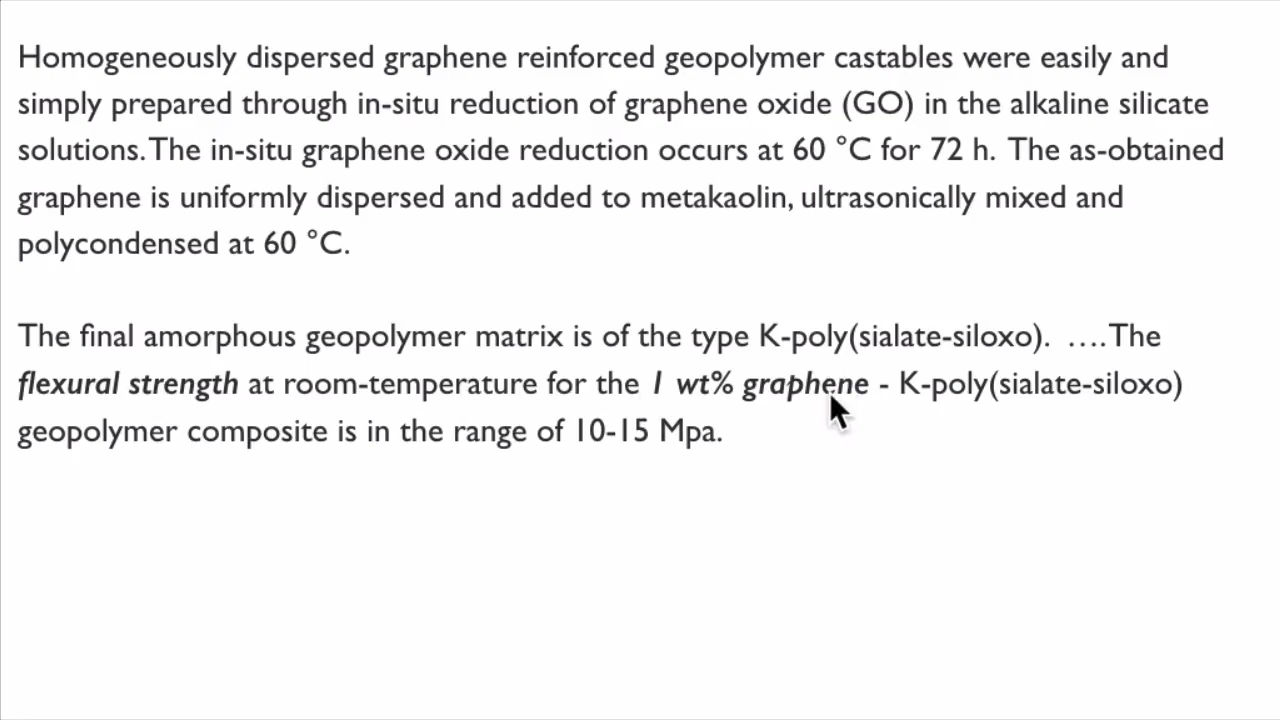 Homogeneously dispersed graphene reinforced geopolymer castables were easily and
simply prepared through in-situ reduction of graphene oxide (GO) in the alkaline silicate
solutions. The in-situ graphene oxide reduction occurs at 60 °C for 72 h. The as-obtained
graphene is uniformly dispersed and added to metakaolin, ultrasonically mixed and
polycondensed at 60 °C.
The final amorphous geopolymer matrix is of the type K-poly(sialate-siloxo). ….The
flexural strength at room-temperature for the 1 wt% graphene - K-poly(sialate-siloxo)
geopolymer composite is in the range of 10-15 Mpa.